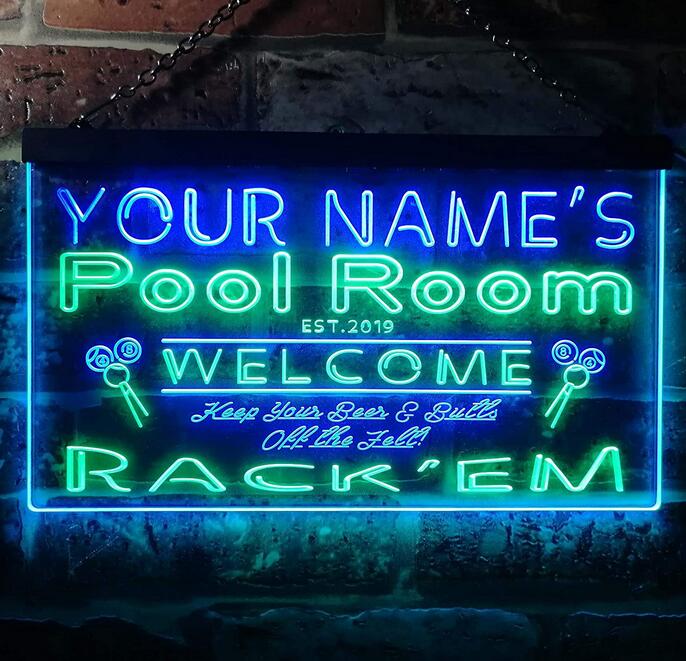 YOUR NAME'S
Pool Room
EST.2019
WELCOME
Keep Your Beer & Butts
Off the Felt!
RACK'EM